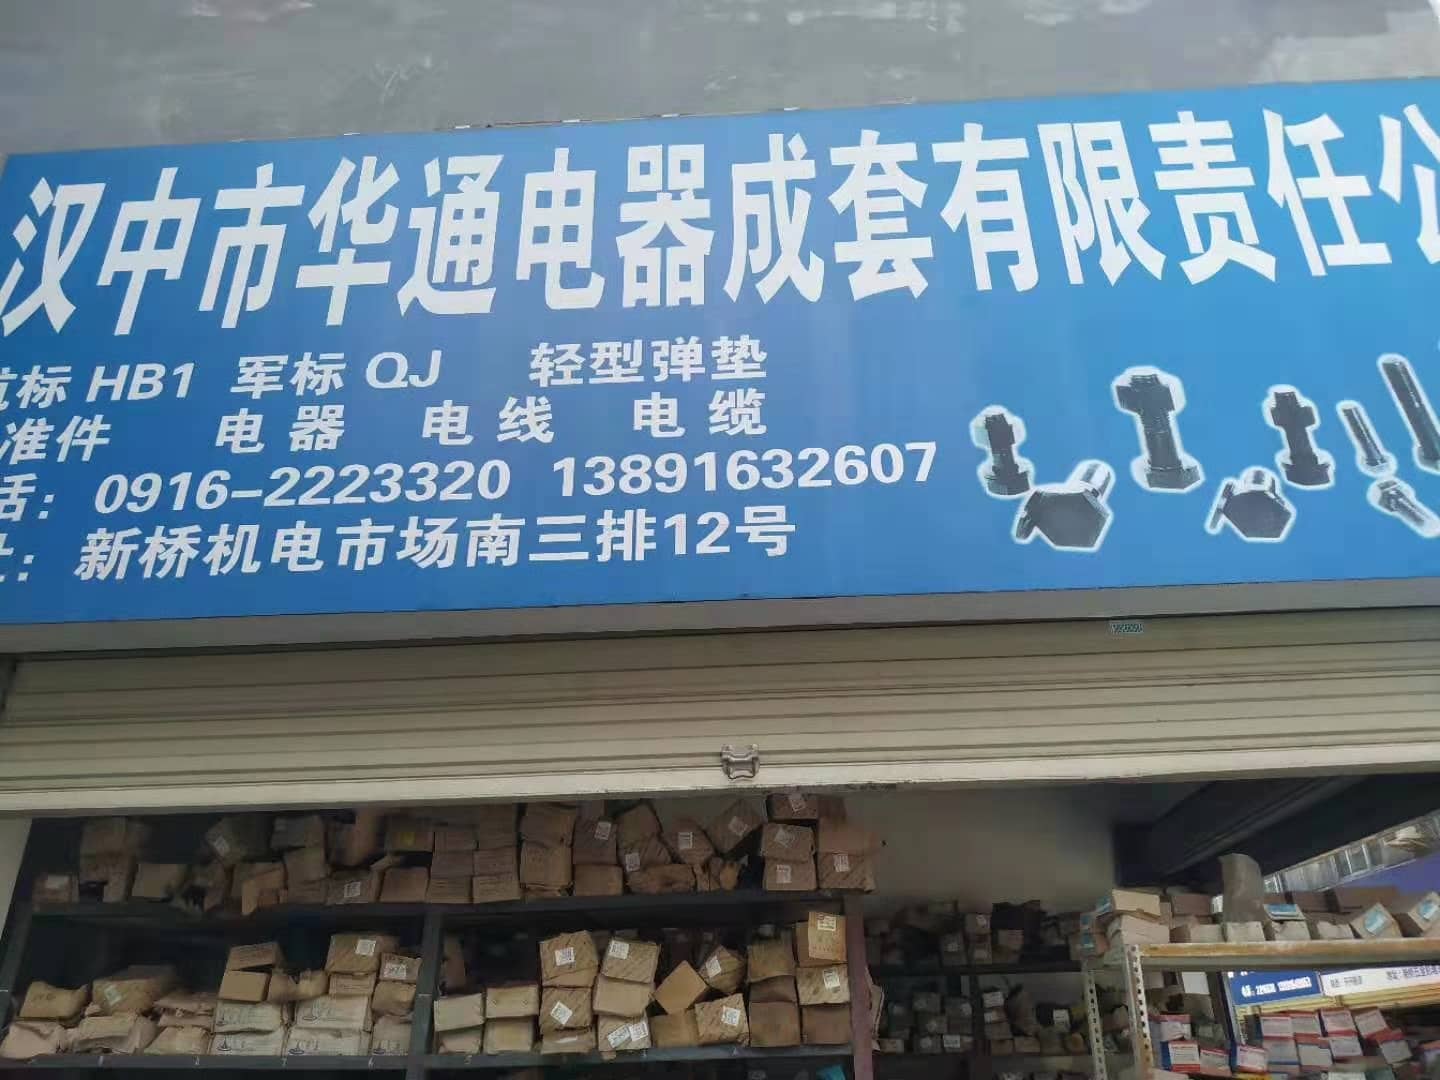 汉中市华通电器成套有限责任公
航标 HB1 军标 QJ 轻型弹垫
准件 电器 电线 电缆
话: 0916-2223320 13891632607
址: 新桥机电市场南三排12号